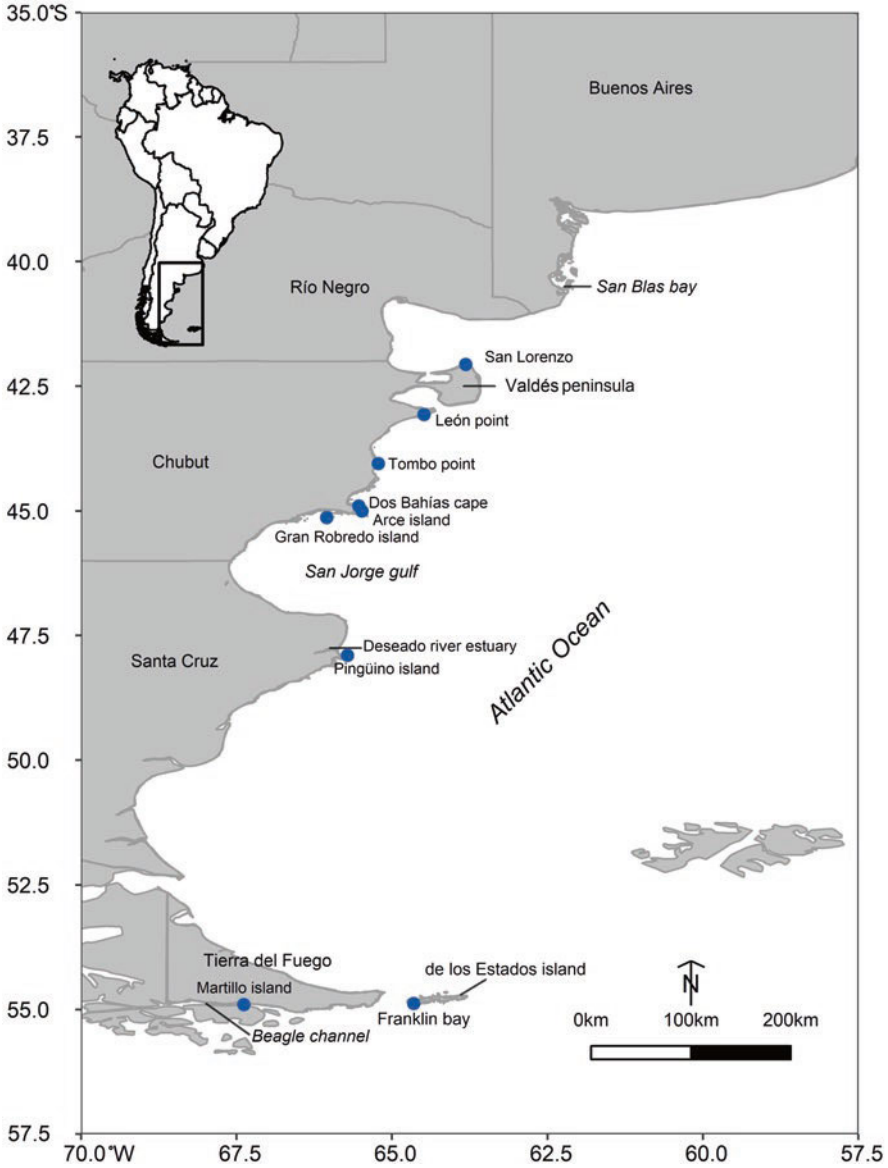 35.0°S
Buenos Aires
37.5
40.0
Río Negro
San Blas bay
San Lorenzo
42.5
Valdés peninsula
León point
Chubut
Tombo point
Dos Bahías cape
45.0
Arce island
Gran Robredo island
San Jorge gulf
47.5
Deseado river estuary
Santa Cruz
Pingüino island
Atlantic Ocean
50.0
52.5
Tierra del Fuego
de los Estados island
Martillo island
N
55.0
Franklin bay
0km 100km 200km
Beagle channel
57.5
70.0°W 67.5 65.0 62.5 60.0 57.5